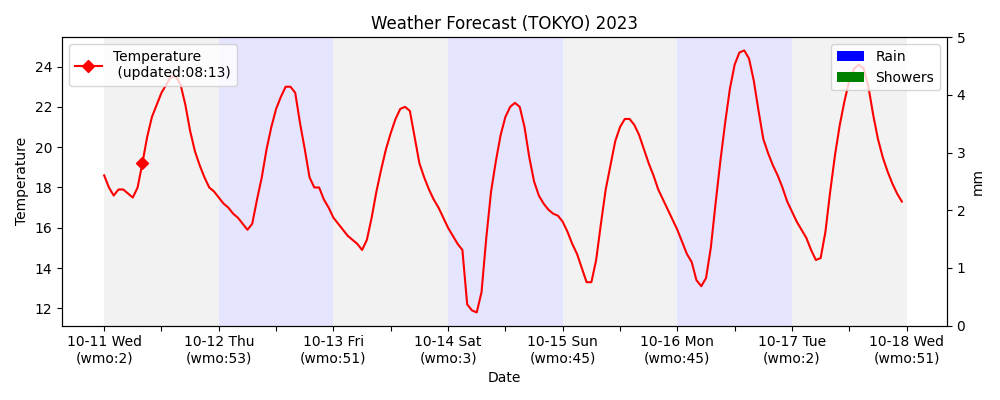 Weather Forecast (TOKYO) 2023
Temperature
(updated:08:13)
Rain
Showers
Temperature
24
22
20
18
16
14
12
5
4
3
2
1
0
mm
10-11 Wed
(wmo:2)
10-12 Thu
(wmo:53)
10-13 Fri
(wmo:51)
10-14 Sat
(wmo:3)
10-15 Sun
(wmo:45)
10-16 Mon
(wmo:45)
10-17 Tue
(wmo:2)
10-18 Wed
(wmo:51)
Date